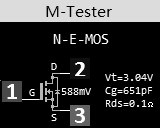 M-Tester
N-E-MOS
D 2
1 G 588mV
S 3
Vt=3.04V
Cg=651pF
Rds=0.1Ω